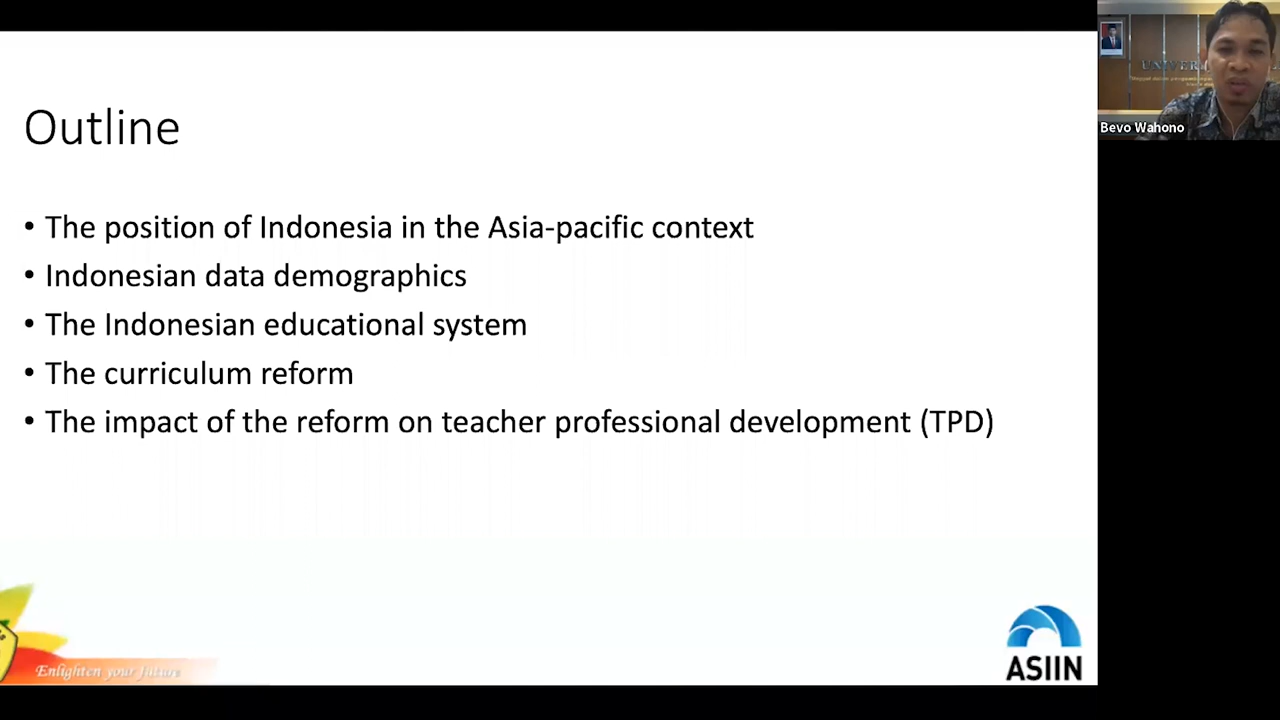 Outline
• The position of Indonesia in the Asia-pacific context
• Indonesian data demographics
• The Indonesian educational system
• The curriculum reform
• The impact of the reform on teacher professional development (TPD)
Enlighten your future
ASIIN
Bevo Wahono